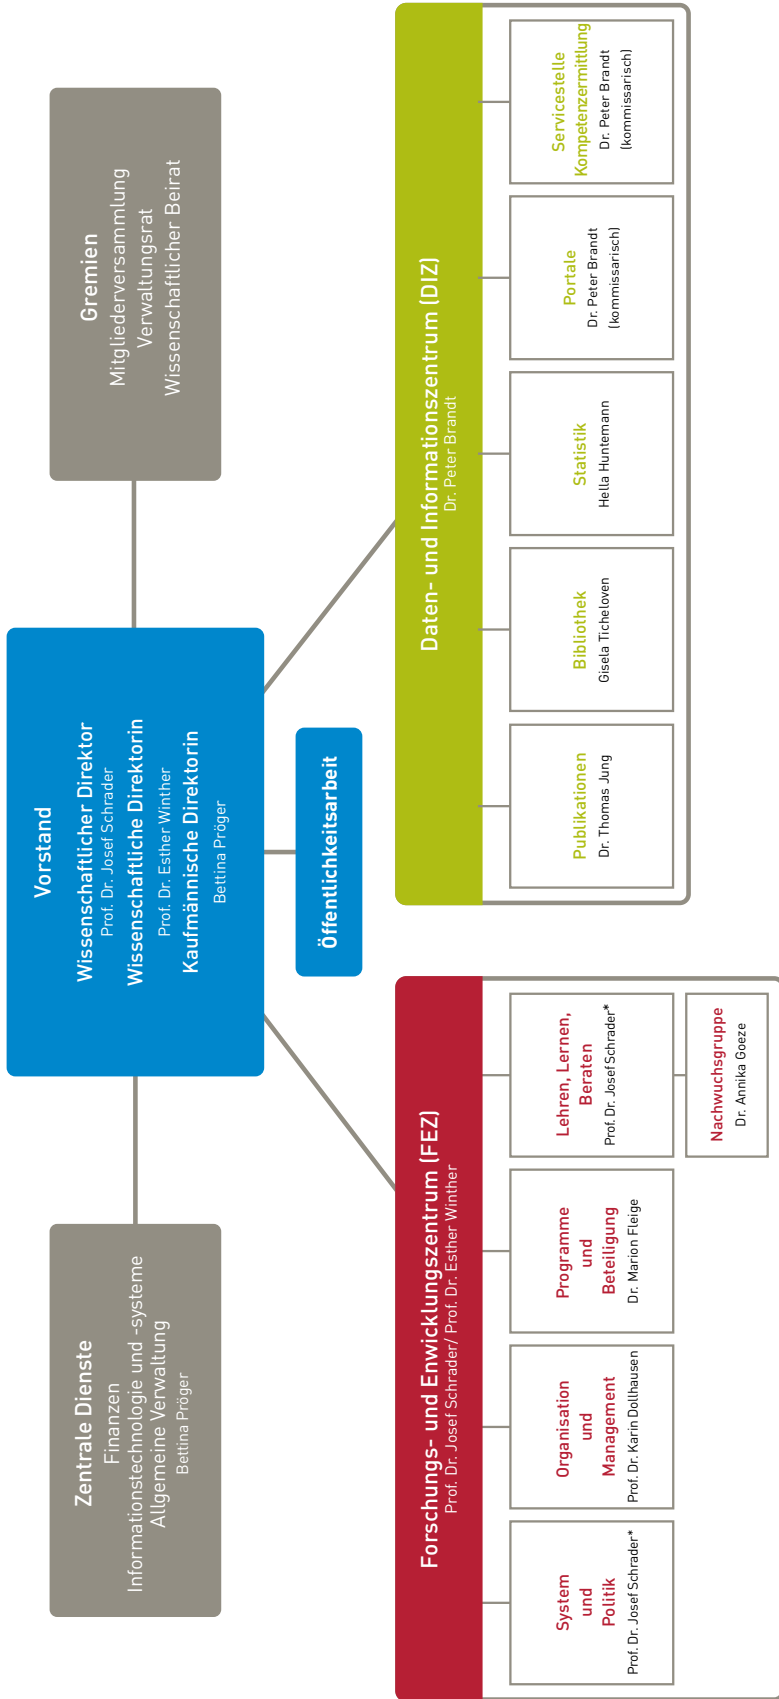 Zentrale Dienste
Finanzen
Informationstechnologie und -systeme
Allgemeine Verwaltung
Bettina Pröger
Vorstand
Wissenschaftlicher Direktor
Prof. Dr. Josef Schrader
Wissenschaftliche Direktorin
Prof. Dr. Esther Winther
Kaufmännische Direktorin
Bettina Pröger
Gremien
Mitgliederversammlung
Verwaltungsrat
Wissenschaftlicher Beirat
Öffentlichkeitsarbeit
Forschungs- und Enwicklungszentrum (FEZ)
Prof. Dr. Josef Schrader/ Prof. Dr. Esther Winther
System
und
Politik
Prof. Dr. Josef Schrader*
Organisation
und
Management
Prof. Dr. Karin Dollhausen
Programme
und
Beteiligung
Dr. Marion Fleige
Lehren, Lernen,
Beraten
Prof. Dr. Josef Schrader*
Nachwuchsgruppe
Dr. Annika Goeze
Daten- und Informationszentrum (DIZ)
Dr. Peter Brandt
Publikationen
Dr. Thomas Jung
Bibliothek
Gisela Ticheloven
Statistik
Hella Huntemann
Portale
Dr. Peter Brandt
(kommissarisch)
Servicestelle
Kompetenzermittlung
Dr. Peter Brandt
(kommissarisch)